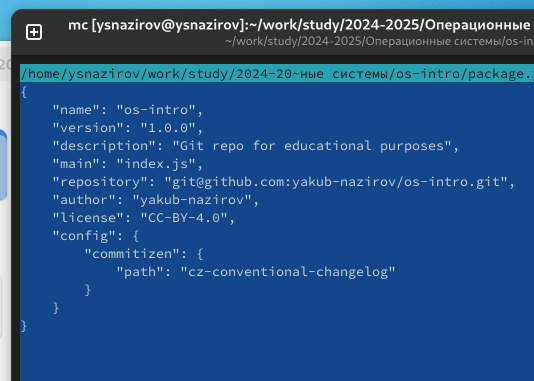 mc [ysnazirov@ysnazirov]:~/work/study/2024-2025/Операционные
~/work/study/2024-2025/Операционные системы/os-in
/home/ysnazirov/work/study/2024-20~ные системы/os-intro/package.
{
    "name": "os-intro",
    "version": "1.0.0",
    "description": "Git repo for educational purposes",
    "main": "index.js",
    "repository": "git@github.com:yakub-nazirov/os-intro.git",
    "author": "yakub-nazirov",
    "license": "CC-BY-4.0",
    "config": {
        "commitizen": {
            "path": "cz-conventional-changelog"
        }
    }
}